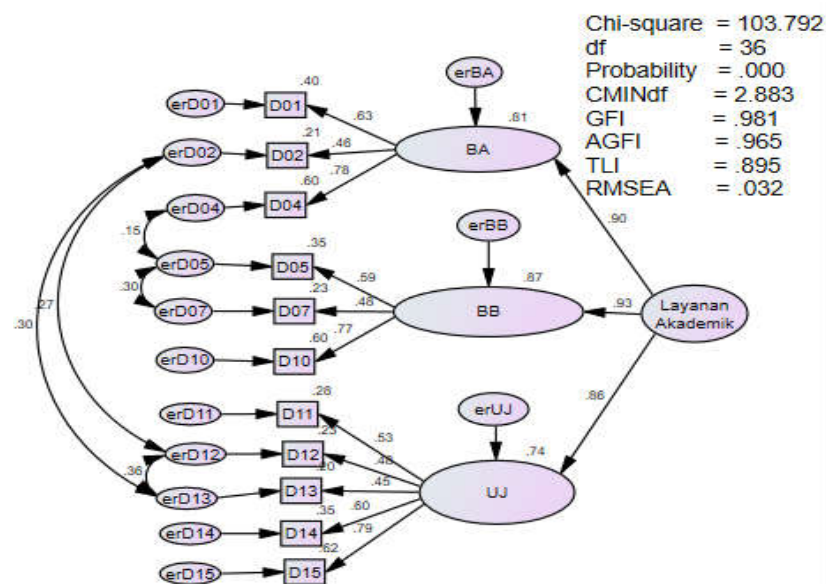 Chi-square = 103.792
df = 36
Probability = .000
CMINdf = 2.883
GFI = .981
AGFI = .965
TLI = .895
RMSEA = .032
erBA
.40
erD01 D01 .63 .81
.21
erD02 D02 .46 BA
.78
.60
erD04 D04 .90
erBB
.15
.35
erD05 D05 .59 .87
.23
.30
erD07 D07 .48 BB .93 Layanan
Akademik
.27
.30
.60 .77
erD10 D10
.86
.28
erD11 D11 erUJ
.23 .53
erD12 D12 .48 .74
.36 .20
erD13 D13 .45 UJ
.35 .60
erD14 D14 .79
.62
erD15 D15